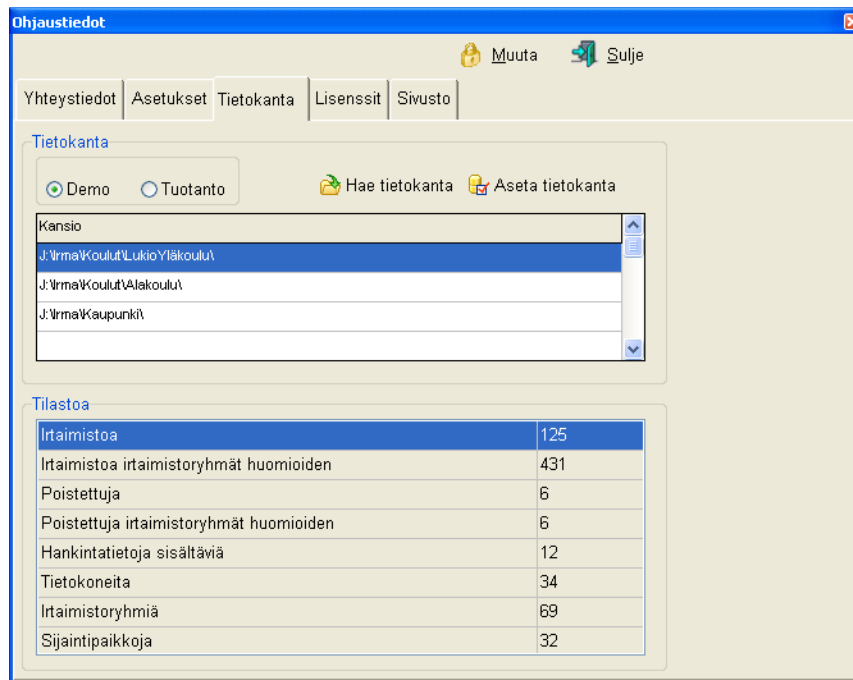 Ohjaustiedot
Muuta Sulje
Yhteystiedot Asetukset Tietokanta Lisenssit Sivusto
Tietokanta
Demo Tuotanto Hae tietokanta Aseta tietokanta
Kansio
J:\Irma\Koulut\LukioYläkoulu\
J:\Irma\Koulut\Alakoulu\
J:\Irma\Kaupunki\
Tilastoa
Irtaimistoa 125
Irtaimistoa irtaimistoryhmät huomioiden 431
Poistettuja 6
Poistettuja irtaimistoryhmät huomioiden 6
Hankintatietoja sisältäviä 12
Tietokoneita 34
Irtaimistoryhmiä 69
Sijaintipaikkoja 32